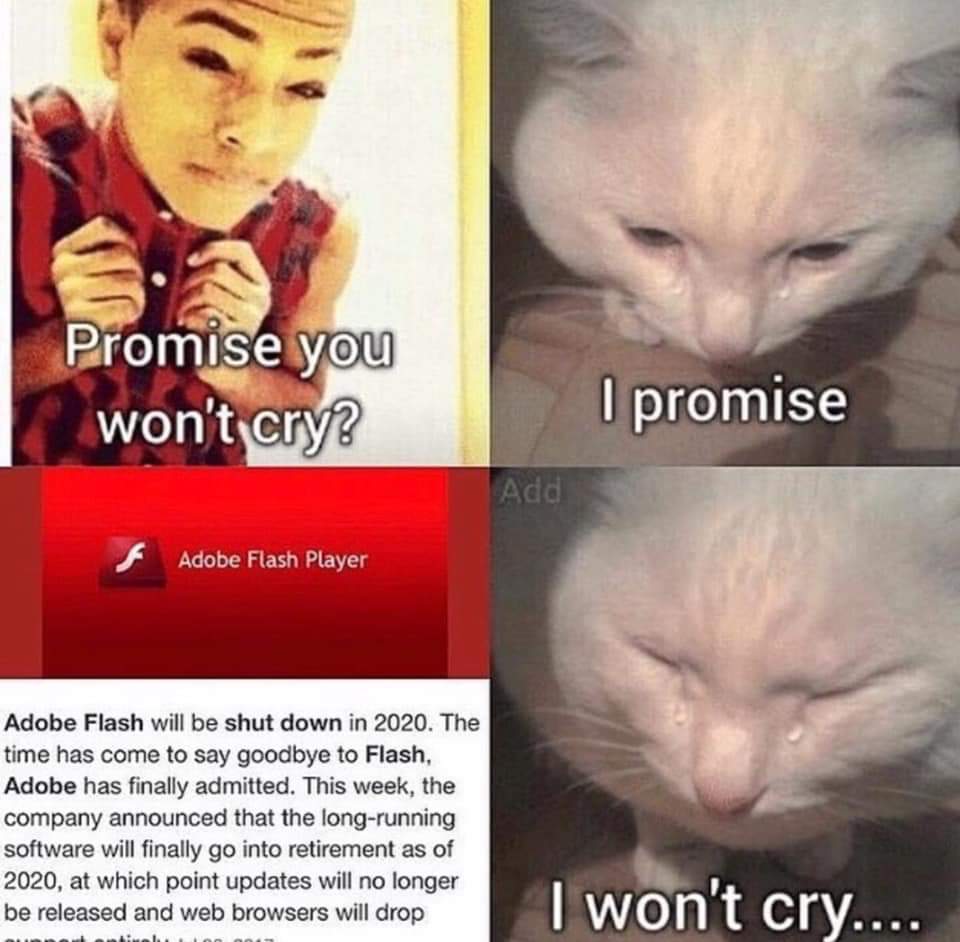 Promise you
won't cry?
I promise
Adobe Flash Player
Adobe Flash will be shut down in 2020. The
time has come to say goodbye to Flash,
Adobe has finally admitted. This week, the
company announced that the long-running
software will finally go into retirement as of
2020, at which point updates will no longer
be released and web browsers will drop
Add
I won't cry....